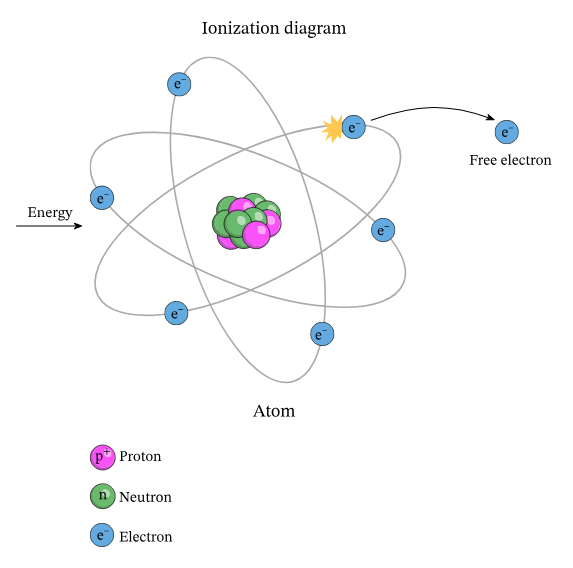 Ionization diagram
e⁻
e⁻
e⁻
Free electron
e⁻
Energy
e⁻
e⁻
e⁻
Atom
p⁺ Proton
n Neutron
e⁻ Electron